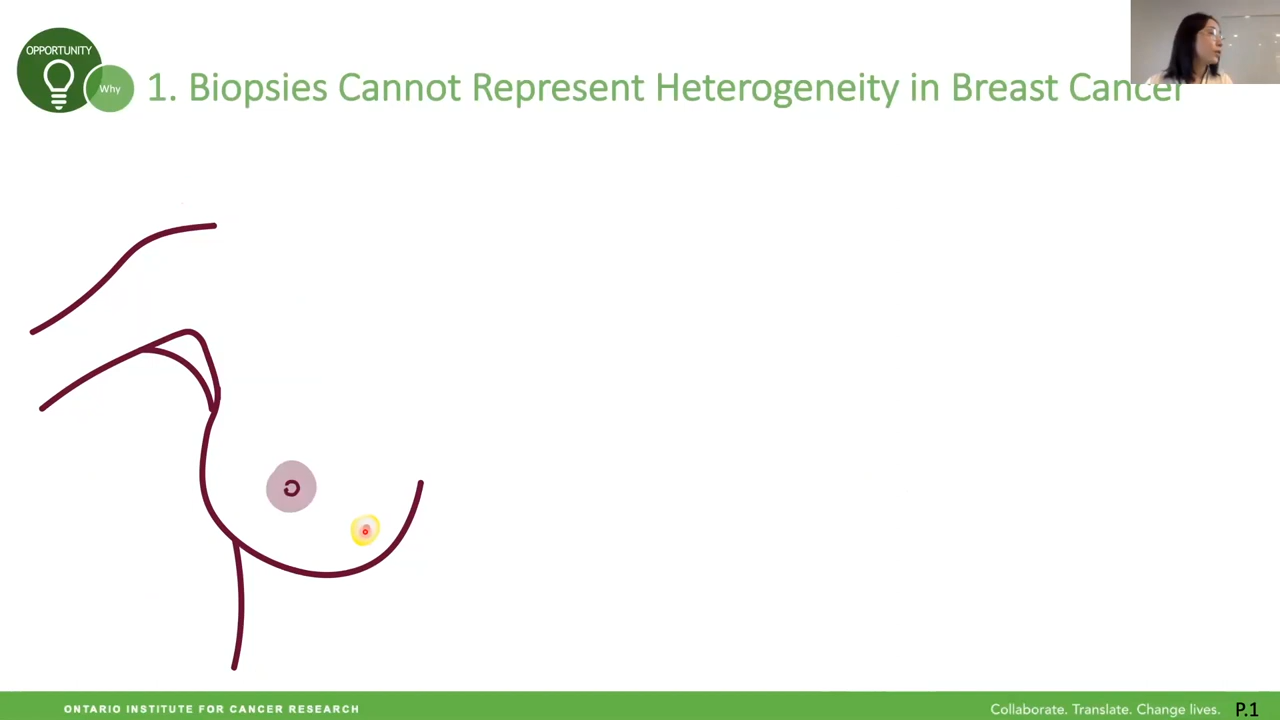 OPPORTUNITY
Why
1. Biopsies Cannot Represent Heterogeneity in Breast Cancer
ONTARIO INSTITUTE FOR CANCER RESEARCH
Collaborate. Translate. Change lives.
P.1